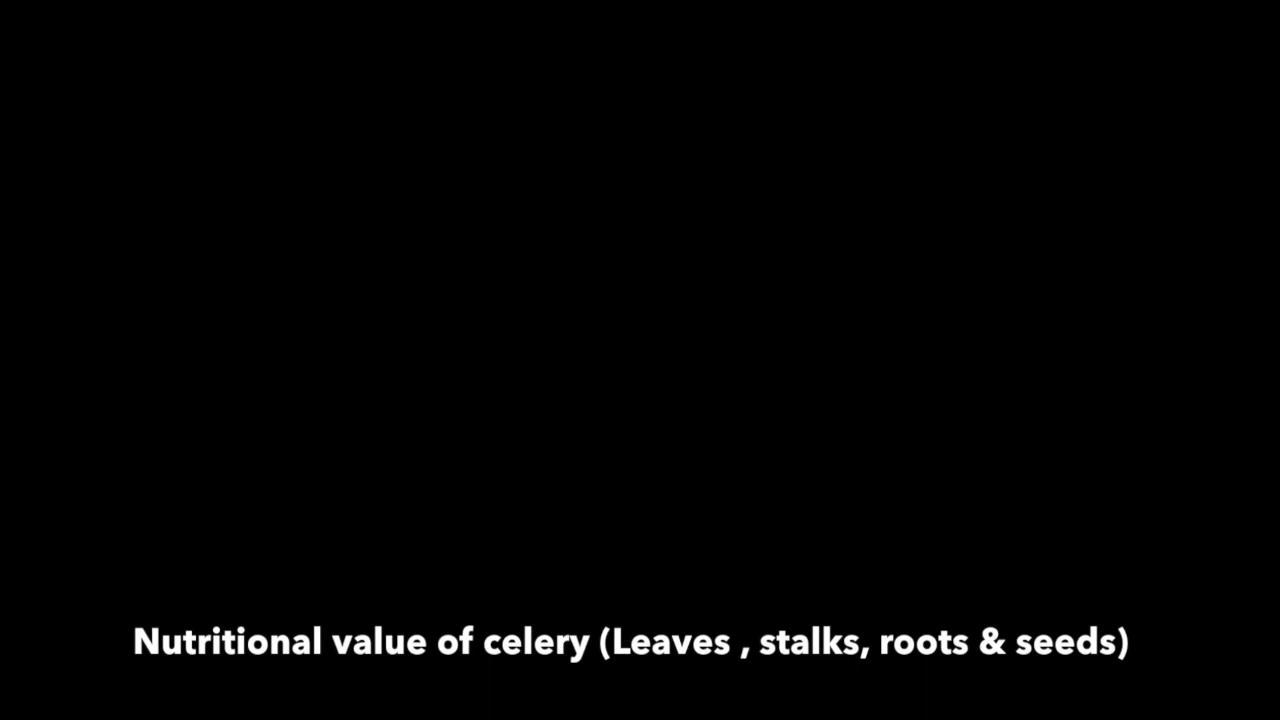 Nutritional value of celery (Leaves , stalks, roots & seeds)